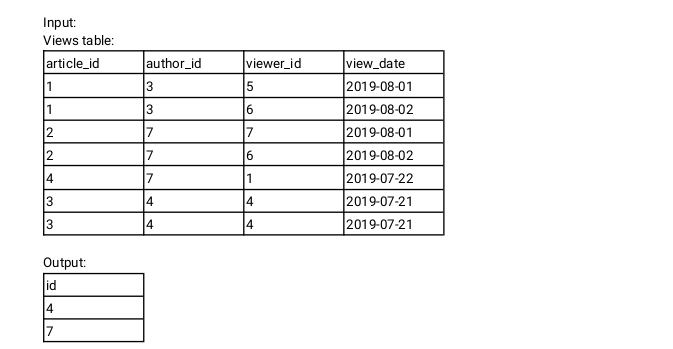 Input:
Views table:
article_id author_id viewer_id view_date
1 3 5 2019-08-01
1 3 6 2019-08-02
2 7 7 2019-08-01
2 7 6 2019-08-02
4 7 1 2019-07-22
3 4 4 2019-07-21
3 4 4 2019-07-21
Output:
id
4
7